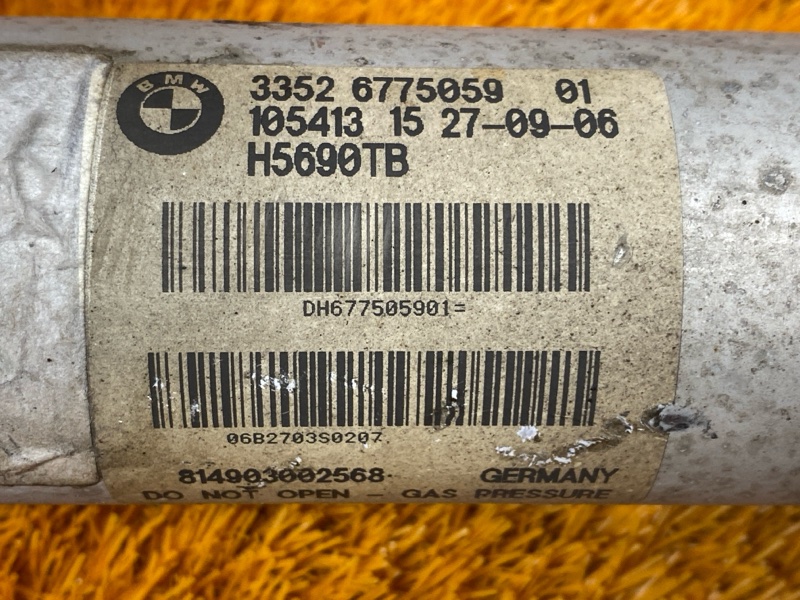 BMW
3352 6775059 01
105413 15 27-09-06
H5690TB
DH677505901=
06B2703S0207
814903002568 GERMANY
DO NOT OPEN - GAS PRESSURE